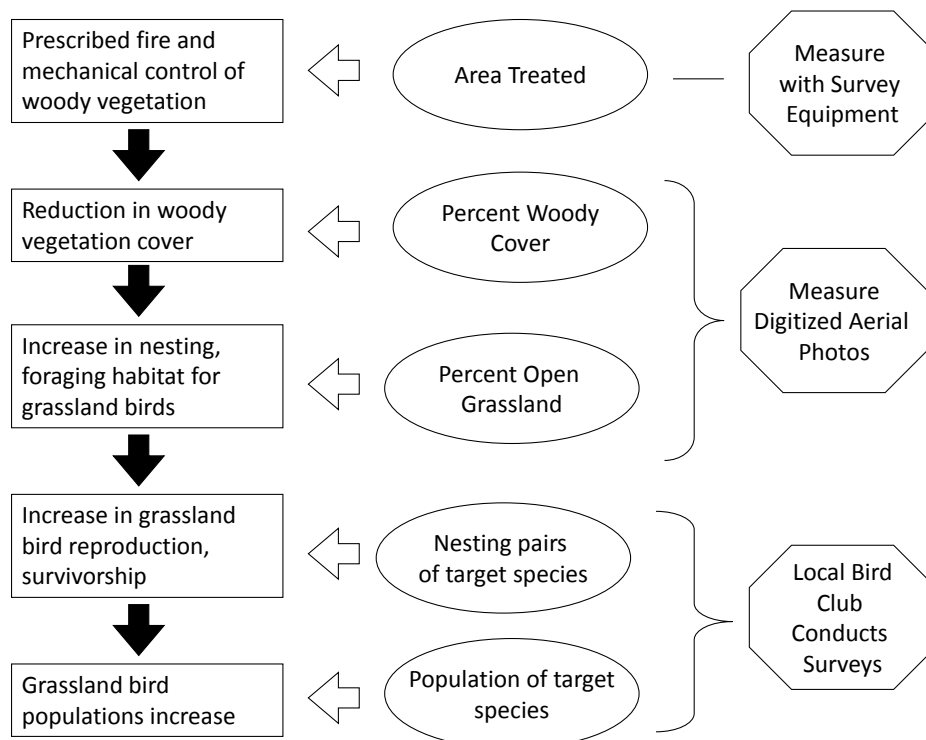 Prescribed fire and
mechanical control of
woody vegetation
Area Treated
Measure
with Survey
Equipment
Reduction in woody
vegetation cover
Percent Woody
Cover
Measure
Digitized Aerial
Photos
Increase in nesting,
foraging habitat for
grassland birds
Percent Open
Grassland
Increase in grassland
bird reproduction,
survivorship
Nesting pairs
of target species
Local Bird
Club
Conducts
Surveys
Grassland bird
populations increase
Population of target
species